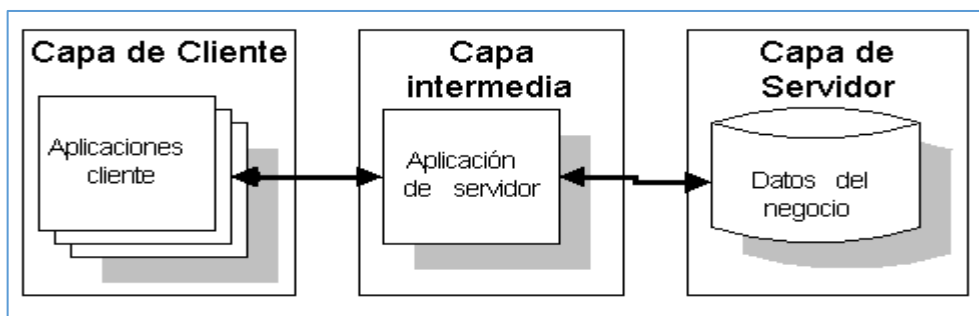 Capa de Cliente
Aplicaciones
cliente
Capa
intermedia
Aplicación
de servidor
Capa de
Servidor
Datos del
negocio